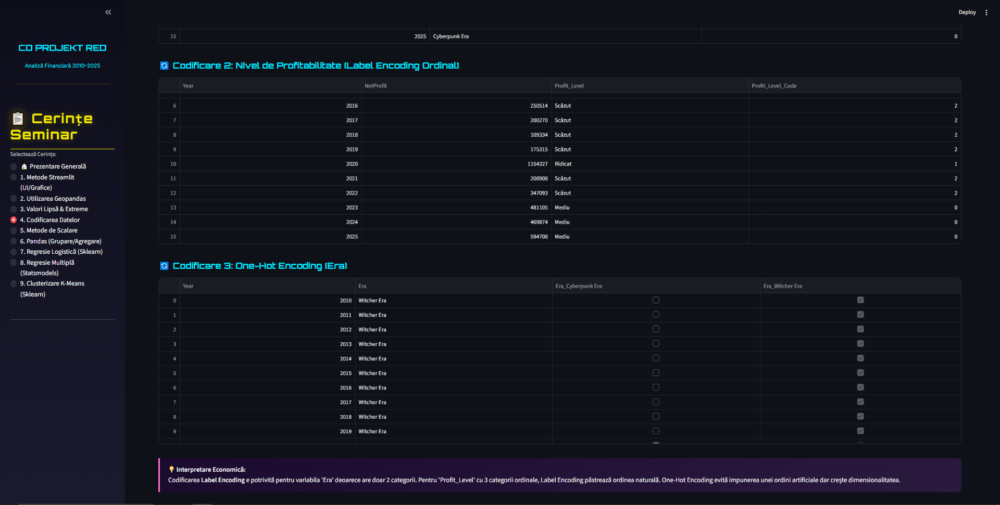 Deploy
CD PROJEKT RED
Analiză Financiară 2010–2025
Cerințe
Seminar
Selectează Cerința:
Prezentare Generală
1. Metode Streamlit
(UI/Grafice)
2. Utilizarea Geopandas
3. Valori Lipsă & Extreme
4. Codificarea Datelor
5. Metode de Scalare
6. Pandas (Grupare/Agregare)
7. Regresie Logistică (Sklearn)
8. Regresie Multiplă
(Statsmodels)
9. Clusterizare K-Means
(Sklearn)
15 2025 Cyberpunk Era 0
Codificare 2: Nivel de Profitabilitate (Label Encoding Ordinal)
Year NetProfit Profit_Level Profit_Level_Code
6 2016 250514 Scăzut 2
7 2017 200270 Scăzut 2
8 2018 109334 Scăzut 2
9 2019 175315 Scăzut 2
10 2020 1154327 Ridicat 1
11 2021 208908 Scăzut 2
12 2022 347093 Scăzut 2
13 2023 481105 Mediu 0
14 2024 469874 Mediu 0
15 2025 594708 Mediu 0
Codificare 3: One-Hot Encoding (Era)
Year Era Era_Cyberpunk Era Era_Witcher Era
0 2010 Witcher Era
1 2011 Witcher Era
2 2012 Witcher Era
3 2013 Witcher Era
4 2014 Witcher Era
5 2015 Witcher Era
6 2016 Witcher Era
7 2017 Witcher Era
8 2018 Witcher Era
9 2019 Witcher Era
Interpretare Economică:
Codificarea Label Encoding e potrivită pentru variabila 'Era' deoarece are doar 2 categorii. Pentru 'Profit_Level' cu 3 categorii ordinale, Label Encoding păstrează ordinea naturală. One-Hot Encoding evită impunerea unei ordini artificiale dar crește dimensionalitatea.